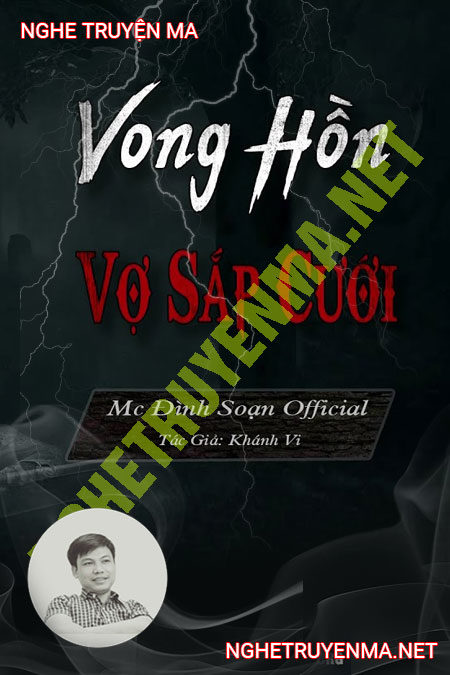 NGHE TRUYỆN MA
Vong Hồn
VỢ SẮP CƯỚI
NGHETRUYENMA.NET
Mc Đình Soạn Official
Tác Giả: Khánh Vi
NGHETRUYENMA.NET